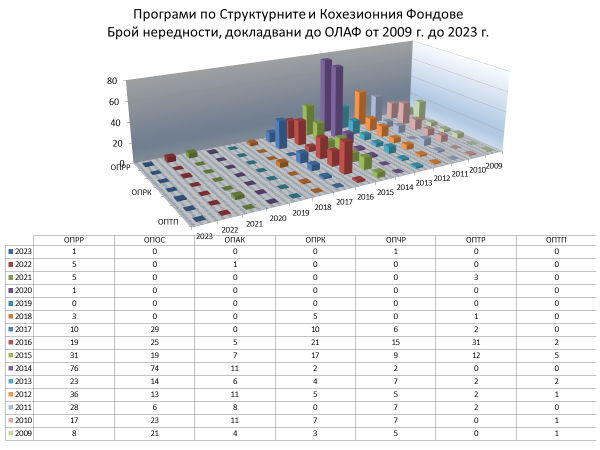 Програми по Структурните и Кохезионния Фондове
Брой нередности, докладвани до ОЛАФ от 2009 г. до 2023 г.
80
60
40
20
0
ОПРР
ОПРК
ОПТП
2023
2022
2021
2020
2019
2018
2017
2016
2015
2014
2013
2012
2011
2010
2009
ОПРР ОПОС ОПАК ОПРК ОПЧР ОПТР ОПТП
2023 1 0 0 0 1 0 0
2022 5 0 1 0 0 0 0
2021 5 0 0 0 0 3 0
2020 1 0 0 0 0 0 0
2019 0 0 0 0 0 0 0
2018 3 0 0 5 0 1 0
2017 10 29 0 10 6 2 0
2016 19 25 5 21 15 31 2
2015 31 19 7 17 9 12 5
2014 76 74 11 2 2 0 0
2013 23 14 6 4 7 2 2
2012 36 13 11 5 5 2 1
2011 28 6 8 0 7 2 0
2010 17 23 11 7 7 0 1
2009 8 21 4 3 5 0 1